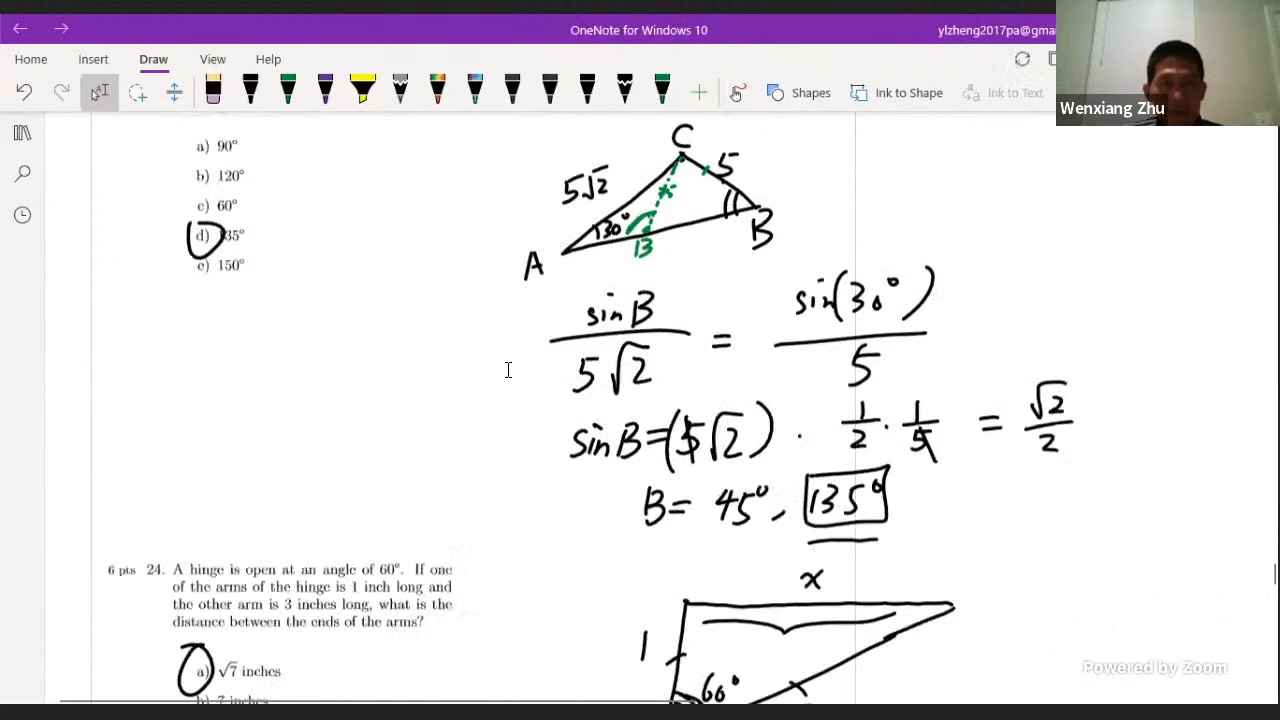 OneNote for Windows 10
ylzheng2017pa@gma
Home Insert Draw View Help
Shapes Ink to Shape Ink to Text
Wenxiang Zhu
a) 90°
b) 120°
c) 60°
d) 135°
e) 150°
C
5√2
5
30°
B
B
A
sin B / 5√2 = sin(30°) / 5
sin B = (5√2) · 1/2 · 1/5 = √2/2
B = 45°, 135°
x
6 pts 24. A hinge is open at an angle of 60°. If one
of the arms of the hinge is 1 inch long and
the other arm is 3 inches long, what is the
distance between the ends of the arms?
1
a) √7 inches
60°
b) 7 inches
Powered by Zoom